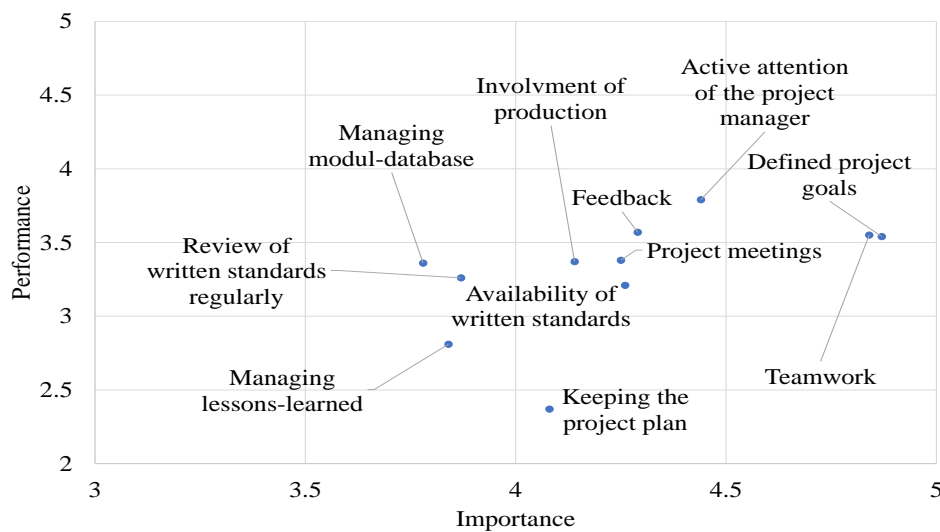 5
4.5
4
3.5
3
2.5
2
Performance
3
3.5
4
4.5
5
Importance
Active attention
of the project
manager
Involvment of
production
Managing
modul-database
Defined project
goals
Feedback
Project meetings
Review of
written standards
regularly
Availability of
written standards
Managing
lessons-learned
Teamwork
Keeping the
project plan